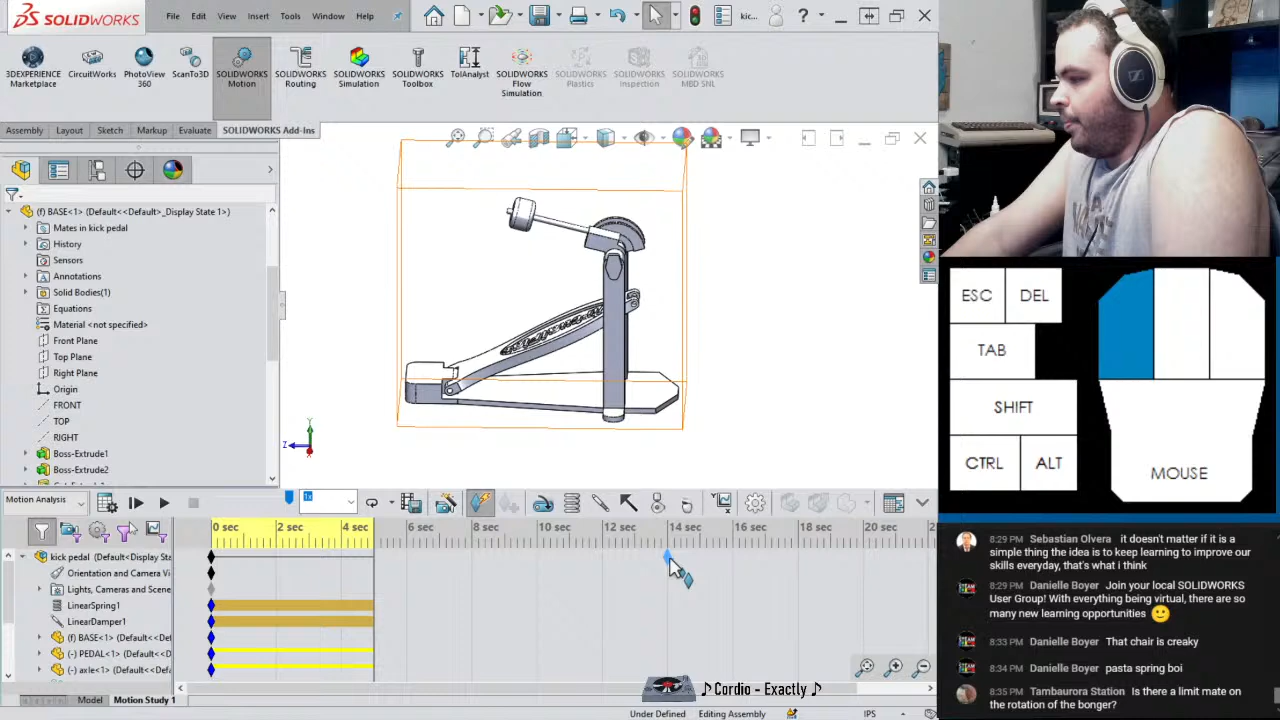 SOLIDWORKS
File Edit View Insert Tools Window Help
kic...
?
3DEXPERIENCE Marketplace
CircuitWorks
PhotoView 360
ScanTo3D
SOLIDWORKS Motion
SOLIDWORKS Routing
SOLIDWORKS Simulation
SOLIDWORKS Toolbox
TolAnalyst
SOLIDWORKS Flow Simulation
SOLIDWORKS Plastics
SOLIDWORKS Inspection
SOLIDWORKS MBD SNL
Assembly Layout Sketch Markup Evaluate SOLIDWORKS Add-Ins
(f) BASE<1> (Default<<Default>_Display State 1>)
Mates in kick pedal
History
Sensors
Annotations
Solid Bodies(1)
Equations
Material <not specified>
Front Plane
Top Plane
Right Plane
Origin
FRONT
TOP
RIGHT
Boss-Extrude1
Boss-Extrude2
Y
Z
Motion Analysis
1x
0 sec 2 sec 4 sec 6 sec 8 sec 10 sec 12 sec 14 sec 16 sec 18 sec 20 sec
kick pedal (Default<Display Sta
Orientation and Camera Vi
Lights, Cameras and Scene
LinearSpring1
LinearDamper1
(f) BASE<1> (Default<<De
(-) PEDAL<1> (Default<<D
(-) axle<1> (Default<<Defa
Model Motion Study 1
♪Cordio - Exactly ♪
Under Defined Editing Assembly IPS
ESC DEL
TAB
SHIFT
CTRL ALT
MOUSE
8:29 PM Sebastian Olvera it doesn't matter if it is a
simple thing the idea is to keep learning to improve our
skills everyday, that's what i think
8:29 PM Danielle Boyer Join your local SOLIDWORKS
User Group! With everything being virtual, there are so
many new learning opportunities 🙂
8:33 PM Danielle Boyer That chair is creaky
8:34 PM Danielle Boyer pasta spring boi
8:35 PM Tambaurora Station Is there a limit mate on
the rotation of the bonger?